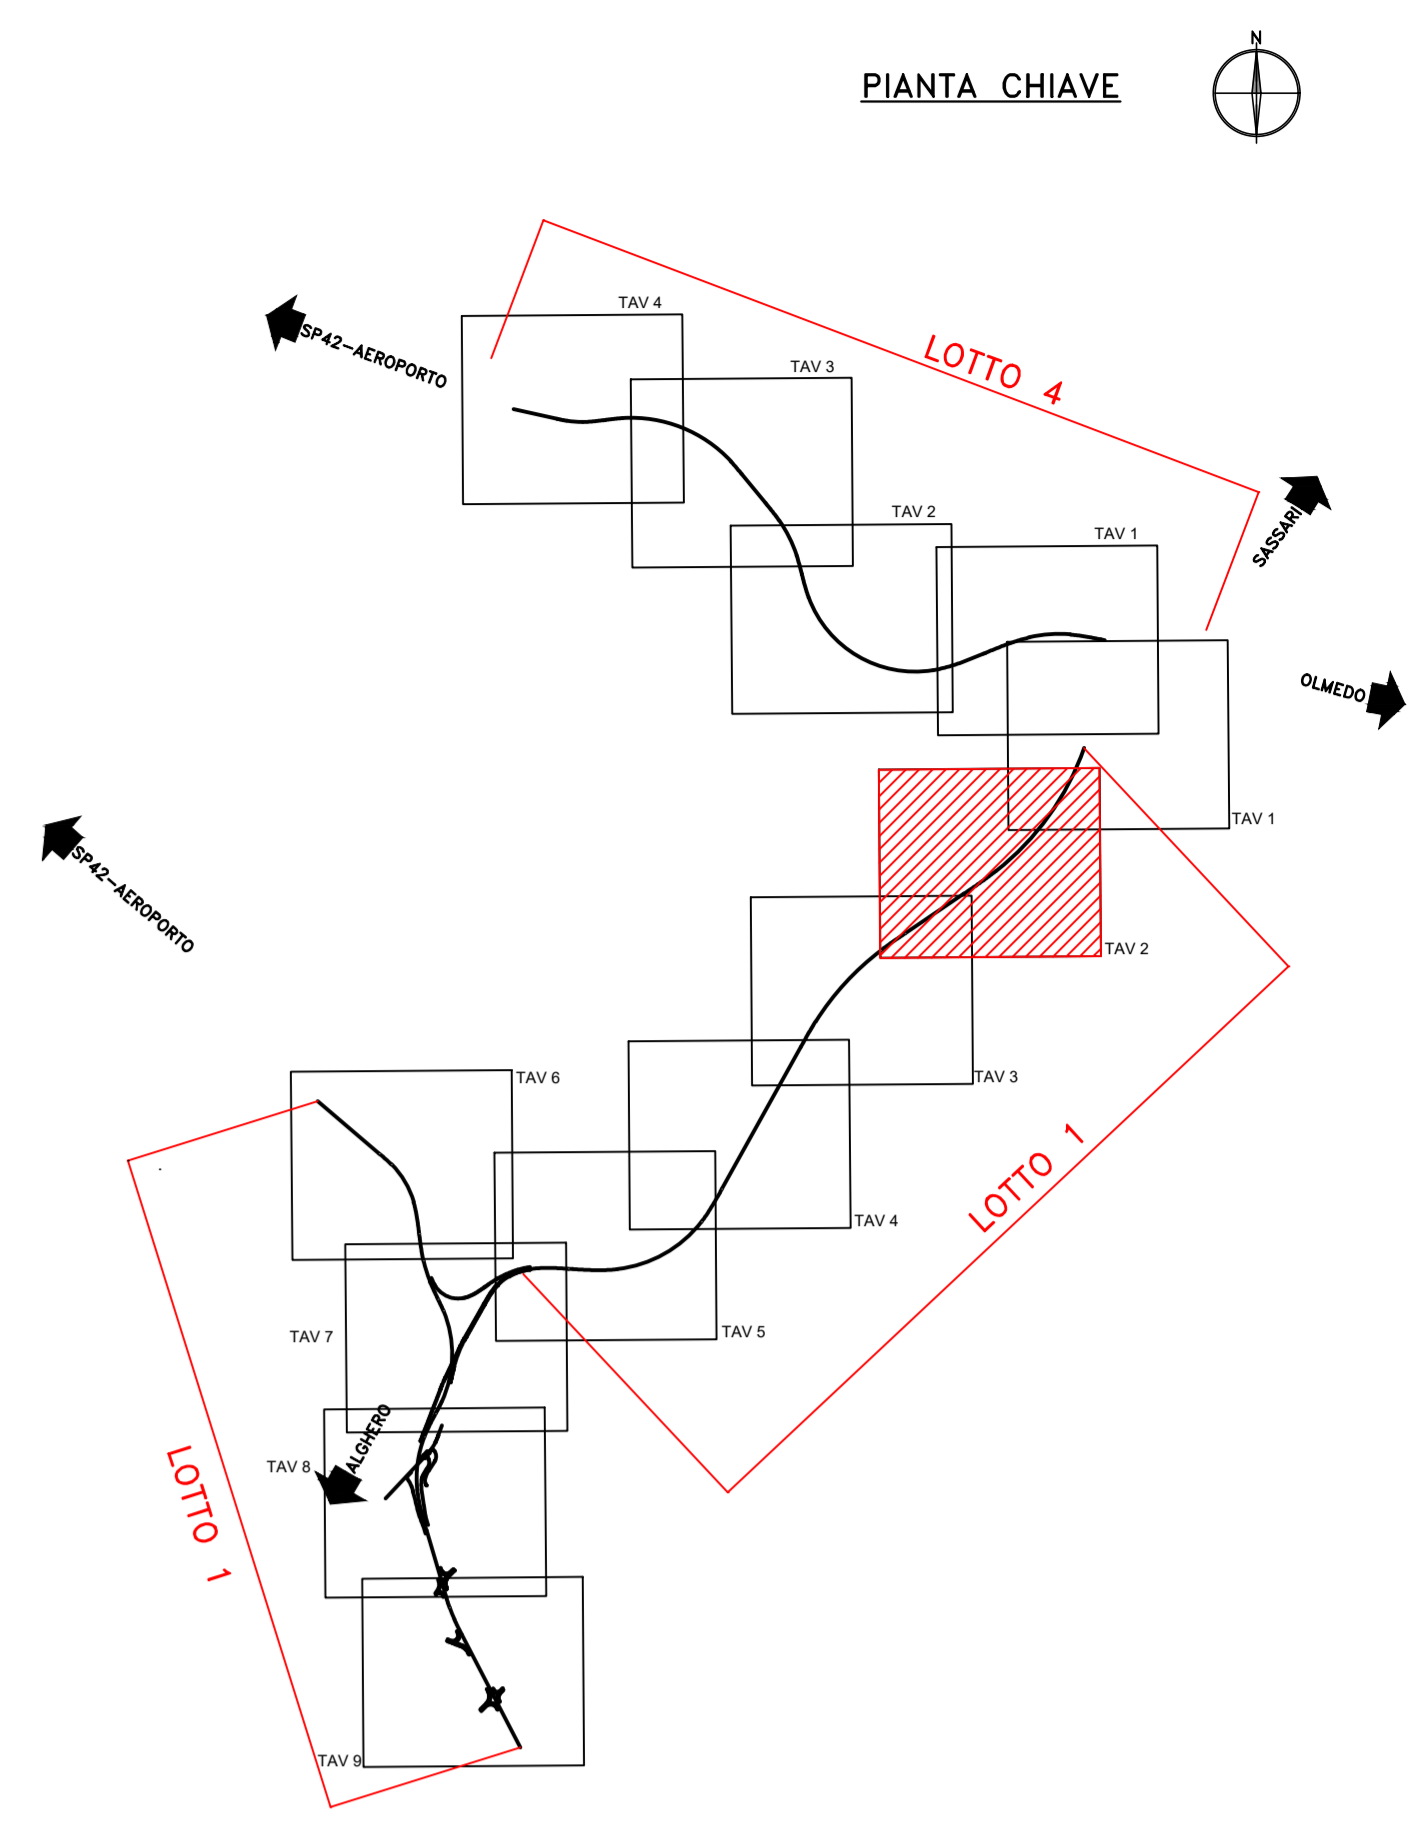 N
PIANTA CHIAVE
TAV 4
SP42-AEROPORTO
TAV 3
LOTTO 4
TAV 2
TAV 1
SASSARI
OLMEDO
TAV 1
SP42-AEROPORTO
TAV 2
TAV 3
TAV 6
LOTTO 1
TAV 4
TAV 5
TAV 7
ALGHERO
TAV 8
LOTTO 1
TAV 9